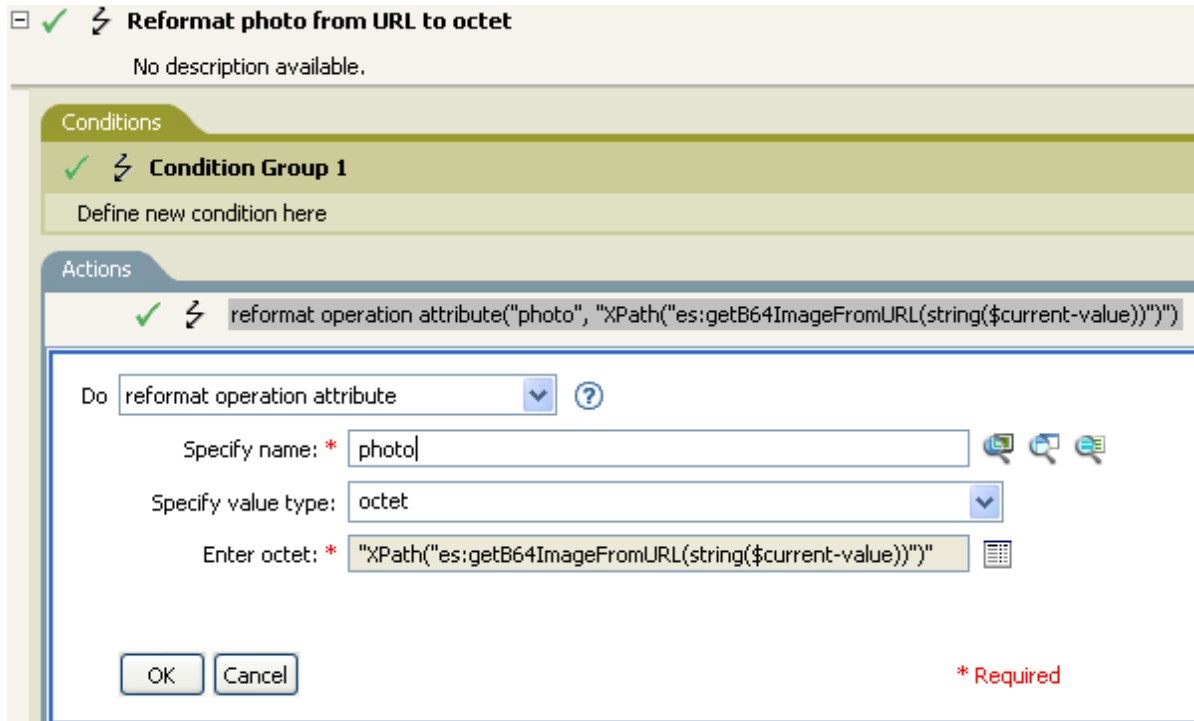 Reformat photo from URL to octet
No description available.
Conditions
Condition Group 1
Define new condition here
Actions
reformat operation attribute("photo", "XPath("es:getB64ImageFromURL(string($current-value))")")
Do reformat operation attribute ?
Specify name: * photo
Specify value type: octet
Enter octet: * "XPath("es:getB64ImageFromURL(string($current-value))")"
OK Cancel * Required